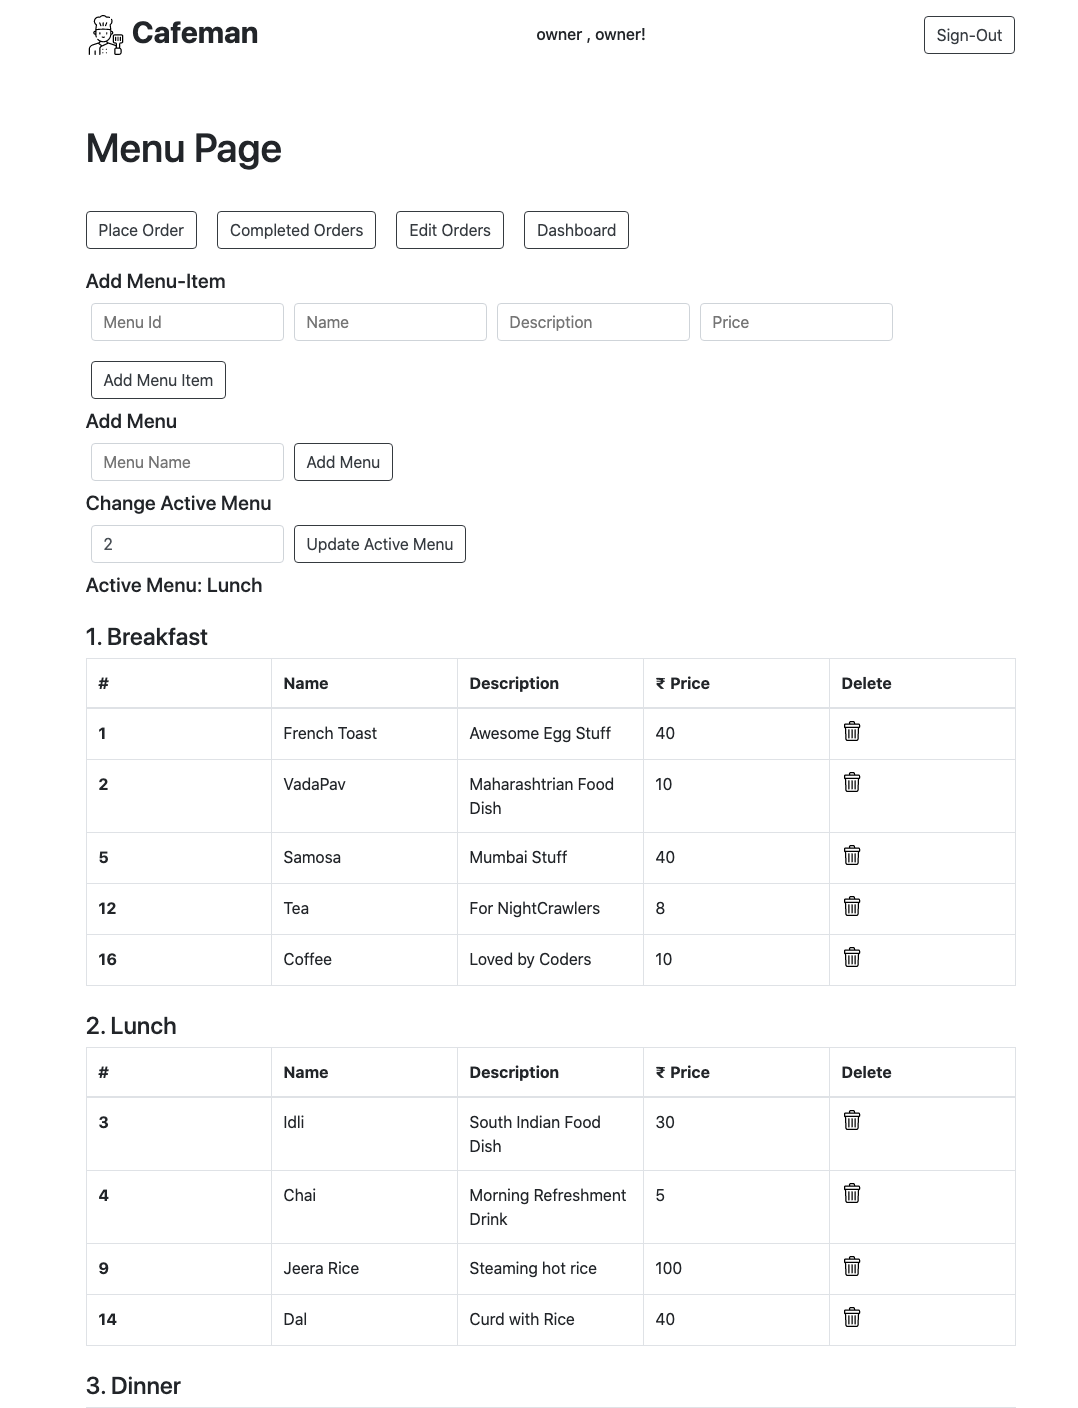 Cafeman
owner , owner!
Sign-Out
Menu Page
Place Order
Completed Orders
Edit Orders
Dashboard
Add Menu-Item
Menu Id
Name
Description
Price
Add Menu Item
Add Menu
Menu Name
Add Menu
Change Active Menu
2
Update Active Menu
Active Menu: Lunch
1. Breakfast
# Name Description ₹ Price Delete
1 French Toast Awesome Egg Stuff 40
2 VadaPav Maharashtrian Food 10
Dish
5 Samosa Mumbai Stuff 40
12 Tea For NightCrawlers 8
16 Coffee Loved by Coders 10
2. Lunch
# Name Description ₹ Price Delete
3 Idli South Indian Food 30
Dish
4 Chai Morning Refreshment 5
Drink
9 Jeera Rice Steaming hot rice 100
14 Dal Curd with Rice 40
3. Dinner